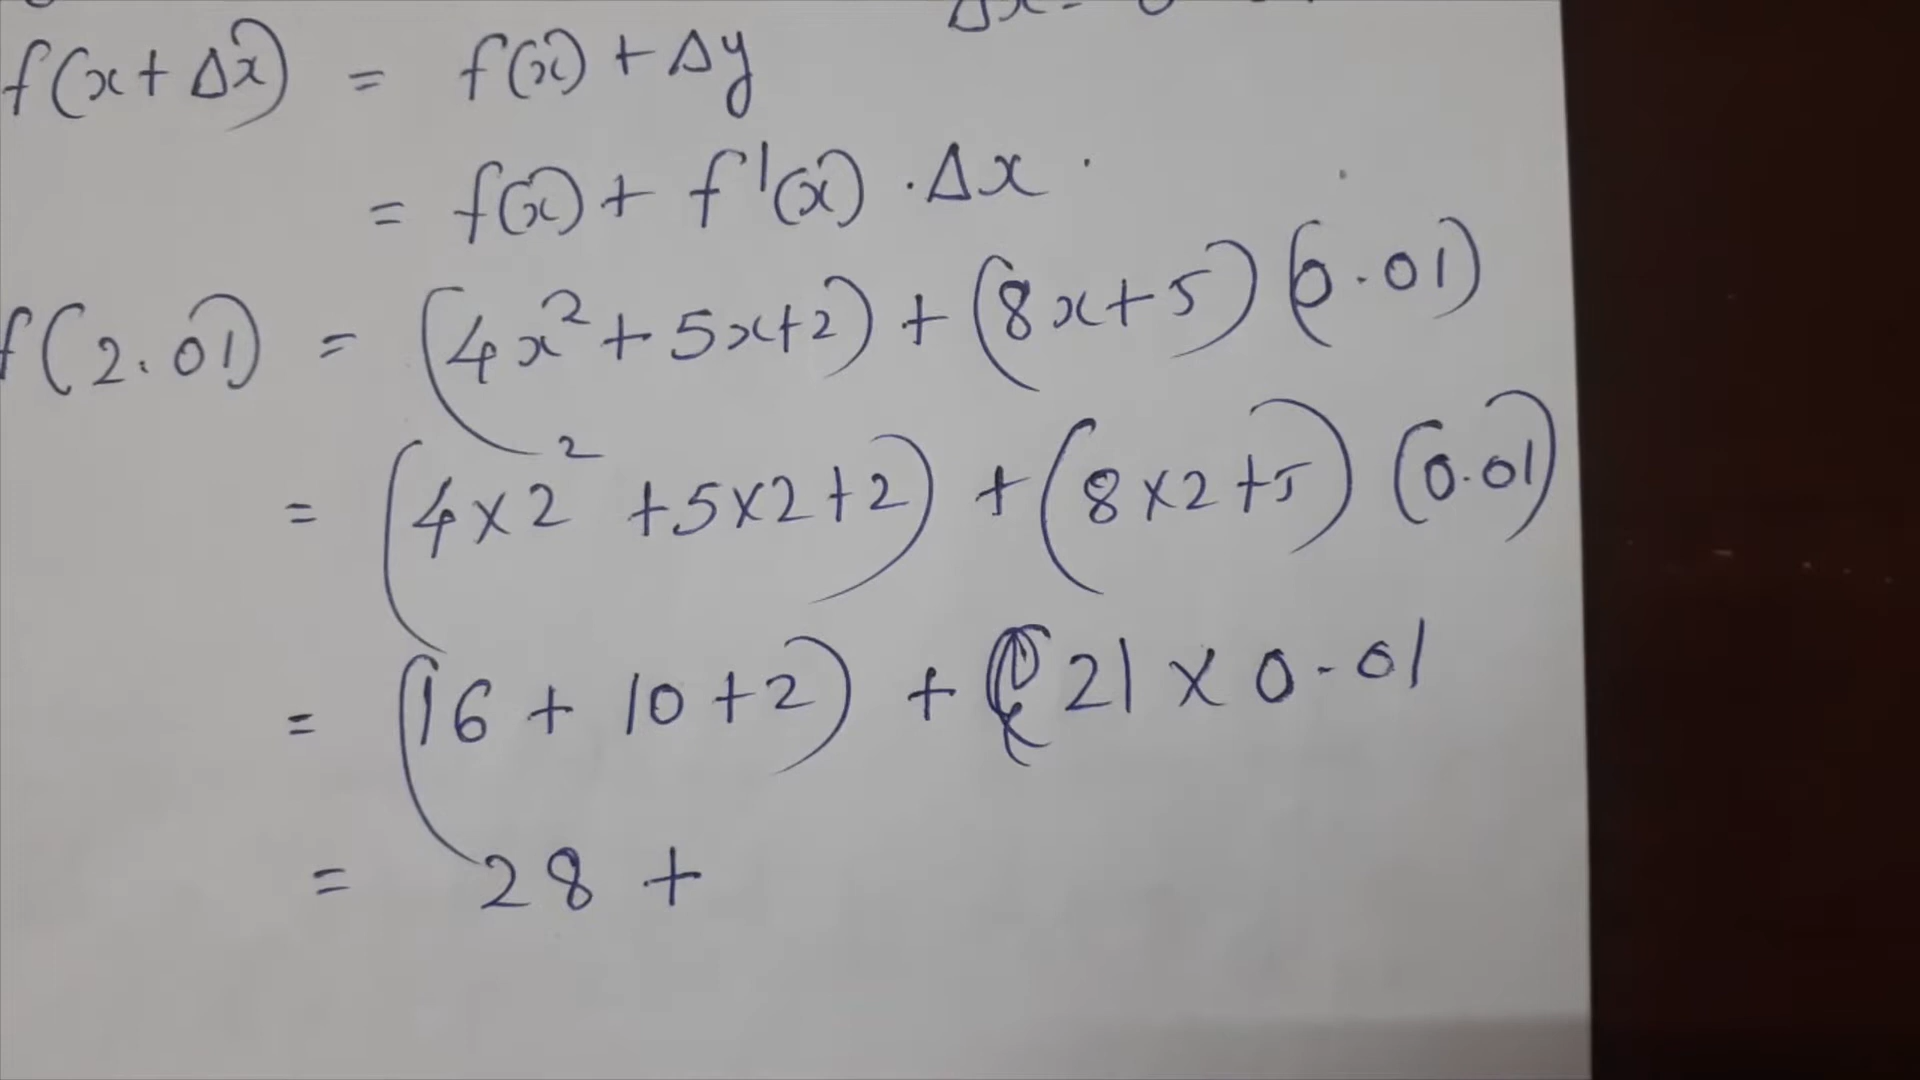 f(x+Δx) = f(x) + Δy
= f(x) + f'(x) . Δx .
f(2.01) = (4x² + 5x+2) + (8x+5) (0.01)
= (4×2² +5×2+2) + (8×2+5) (0.01)
= (16 + 10 +2) + ( 21 × 0.01
= 28 +